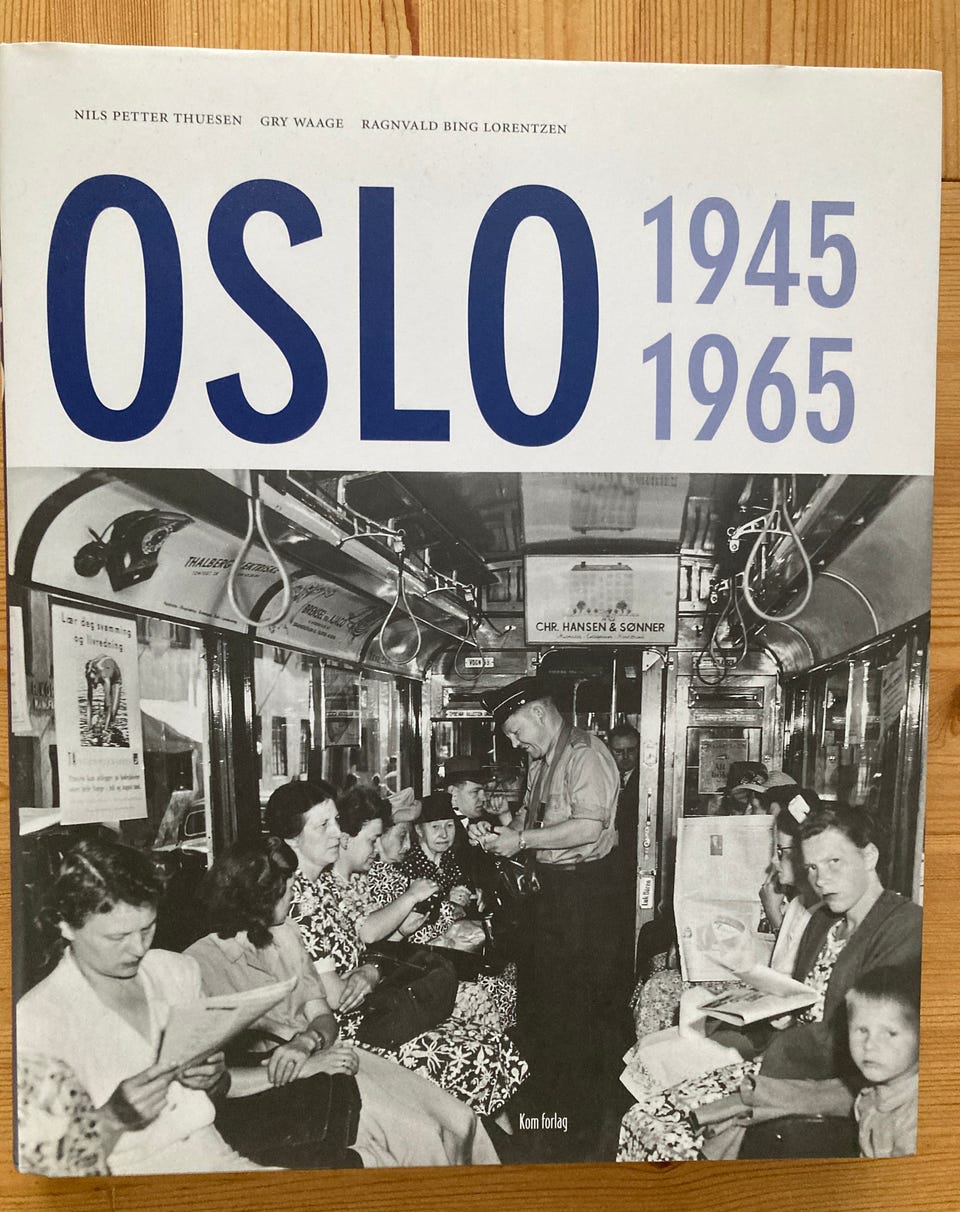 NILS PETTER THUESEN GRY WAAGE RAGNVALD BING LORENTZEN
OSLO
1945
1965
THALBERG
CHR. HANSEN & SØNNER
VOGN
Lær deg svømming
og livredning
Kom forlag